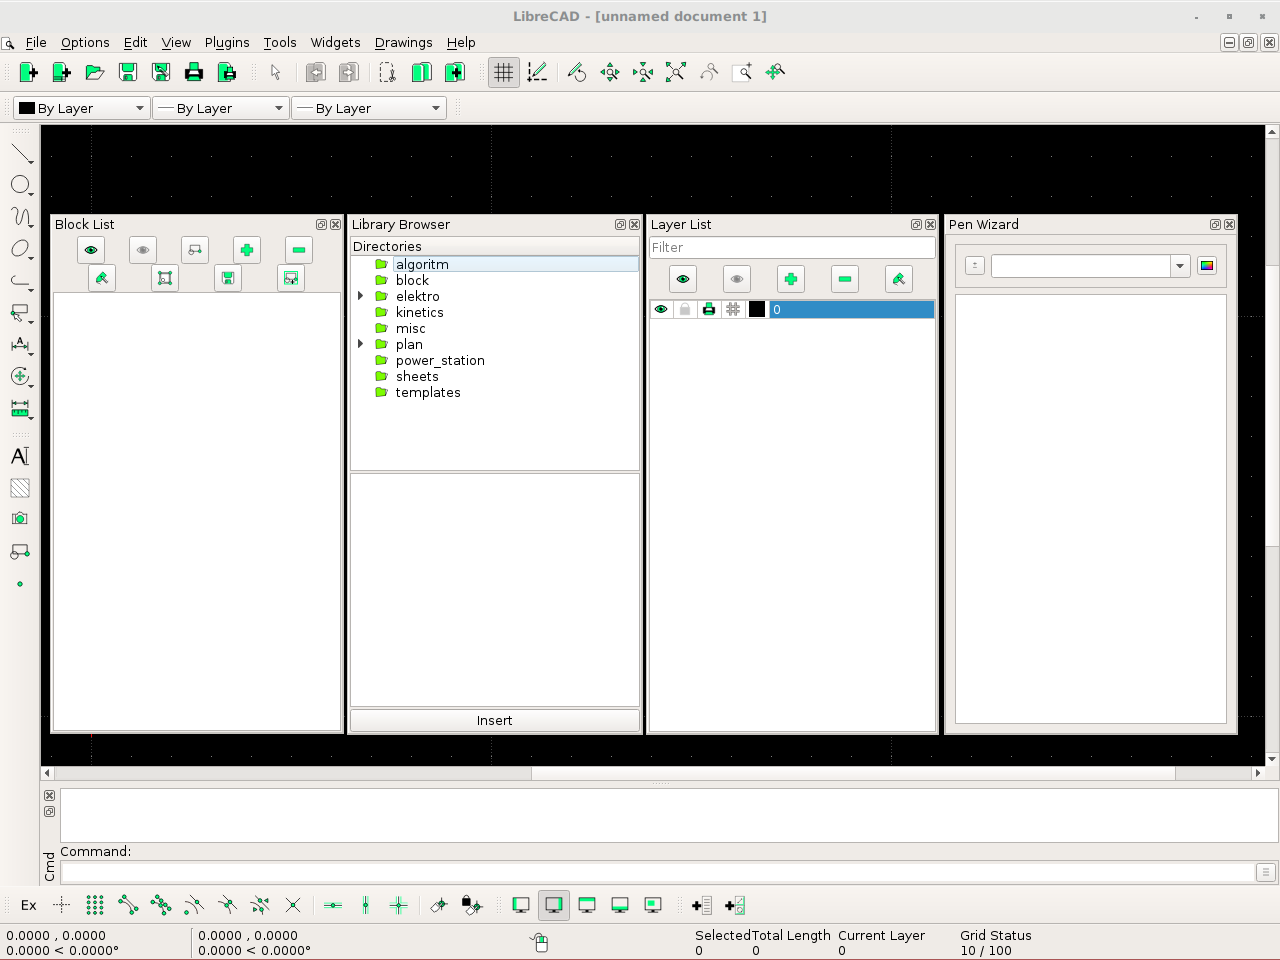 LibreCAD - [unnamed document 1]
File Options Edit View Plugins Tools Widgets Drawings Help
By Layer By Layer By Layer
Block List
Library Browser
Directories
algoritm
block
elektro
kinetics
misc
plan
power_station
sheets
templates
Insert
Layer List
Filter
0
Pen Wizard
Cmd
Command:
Ex
0.0000 , 0.0000
0.0000 < 0.0000°
0.0000 , 0.0000
0.0000 < 0.0000°
Selected Total Length Current Layer Grid Status
0 0 0 10 / 100